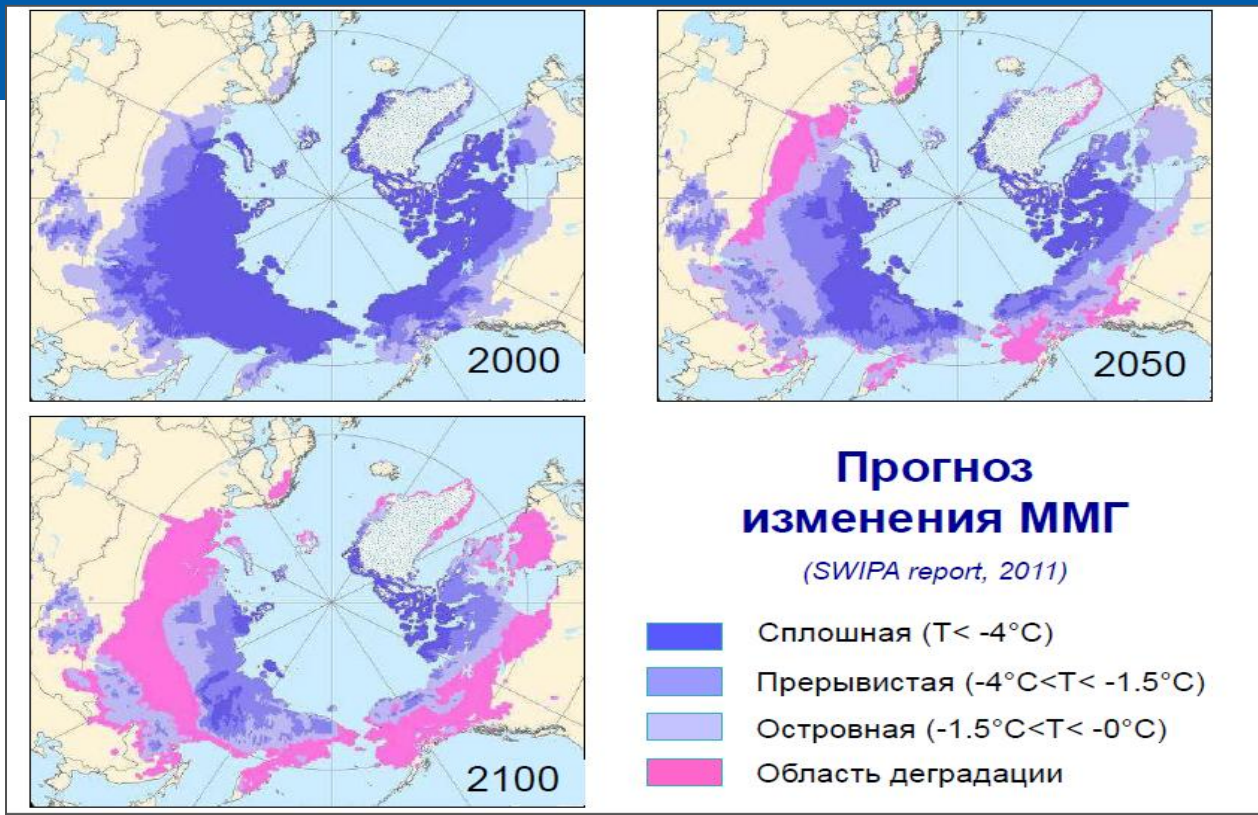 2000
2050
2100
Прогноз
изменения ММГ
(SWIPA report, 2011)
Сплошная (T< -4°C)
Прерывистая (-4°C<T< -1.5°C)
Островная (-1.5°C<T< -0°C)
Область деградации